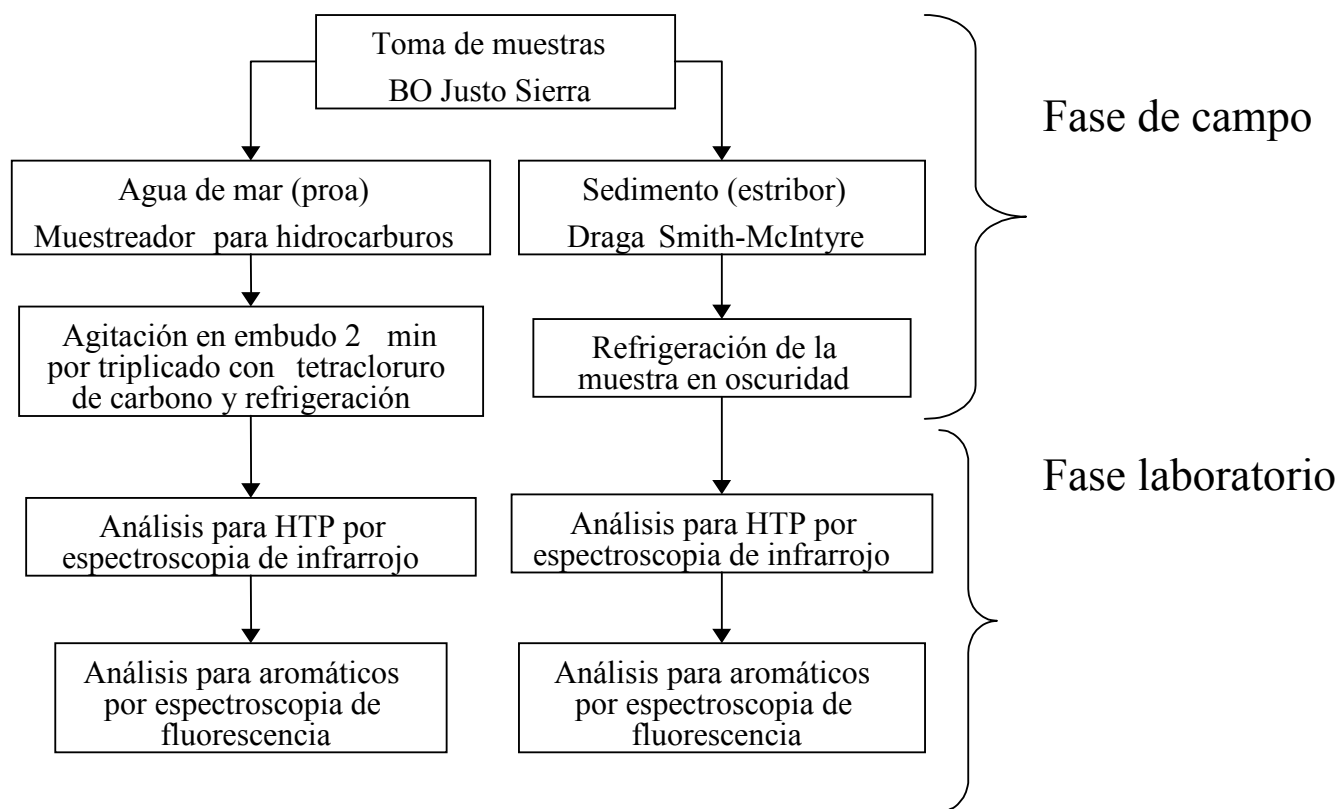 Toma de muestras
BO Justo Sierra
Fase de campo
Agua de mar (proa)
Muestreador para hidrocarburos
Sedimento (estribor)
Draga Smith-McIntyre
Agitación en embudo 2 min
por triplicado con tetracloruro
de carbono y refrigeración
Refrigeración de la
muestra en oscuridad
Fase laboratorio
Análisis para HTP por
espectroscopia de infrarrojo
Análisis para HTP por
espectroscopia de infrarrojo
Análisis para aromáticos
por espectroscopia de
fluorescencia
Análisis para aromáticos
por espectroscopia de
fluorescencia